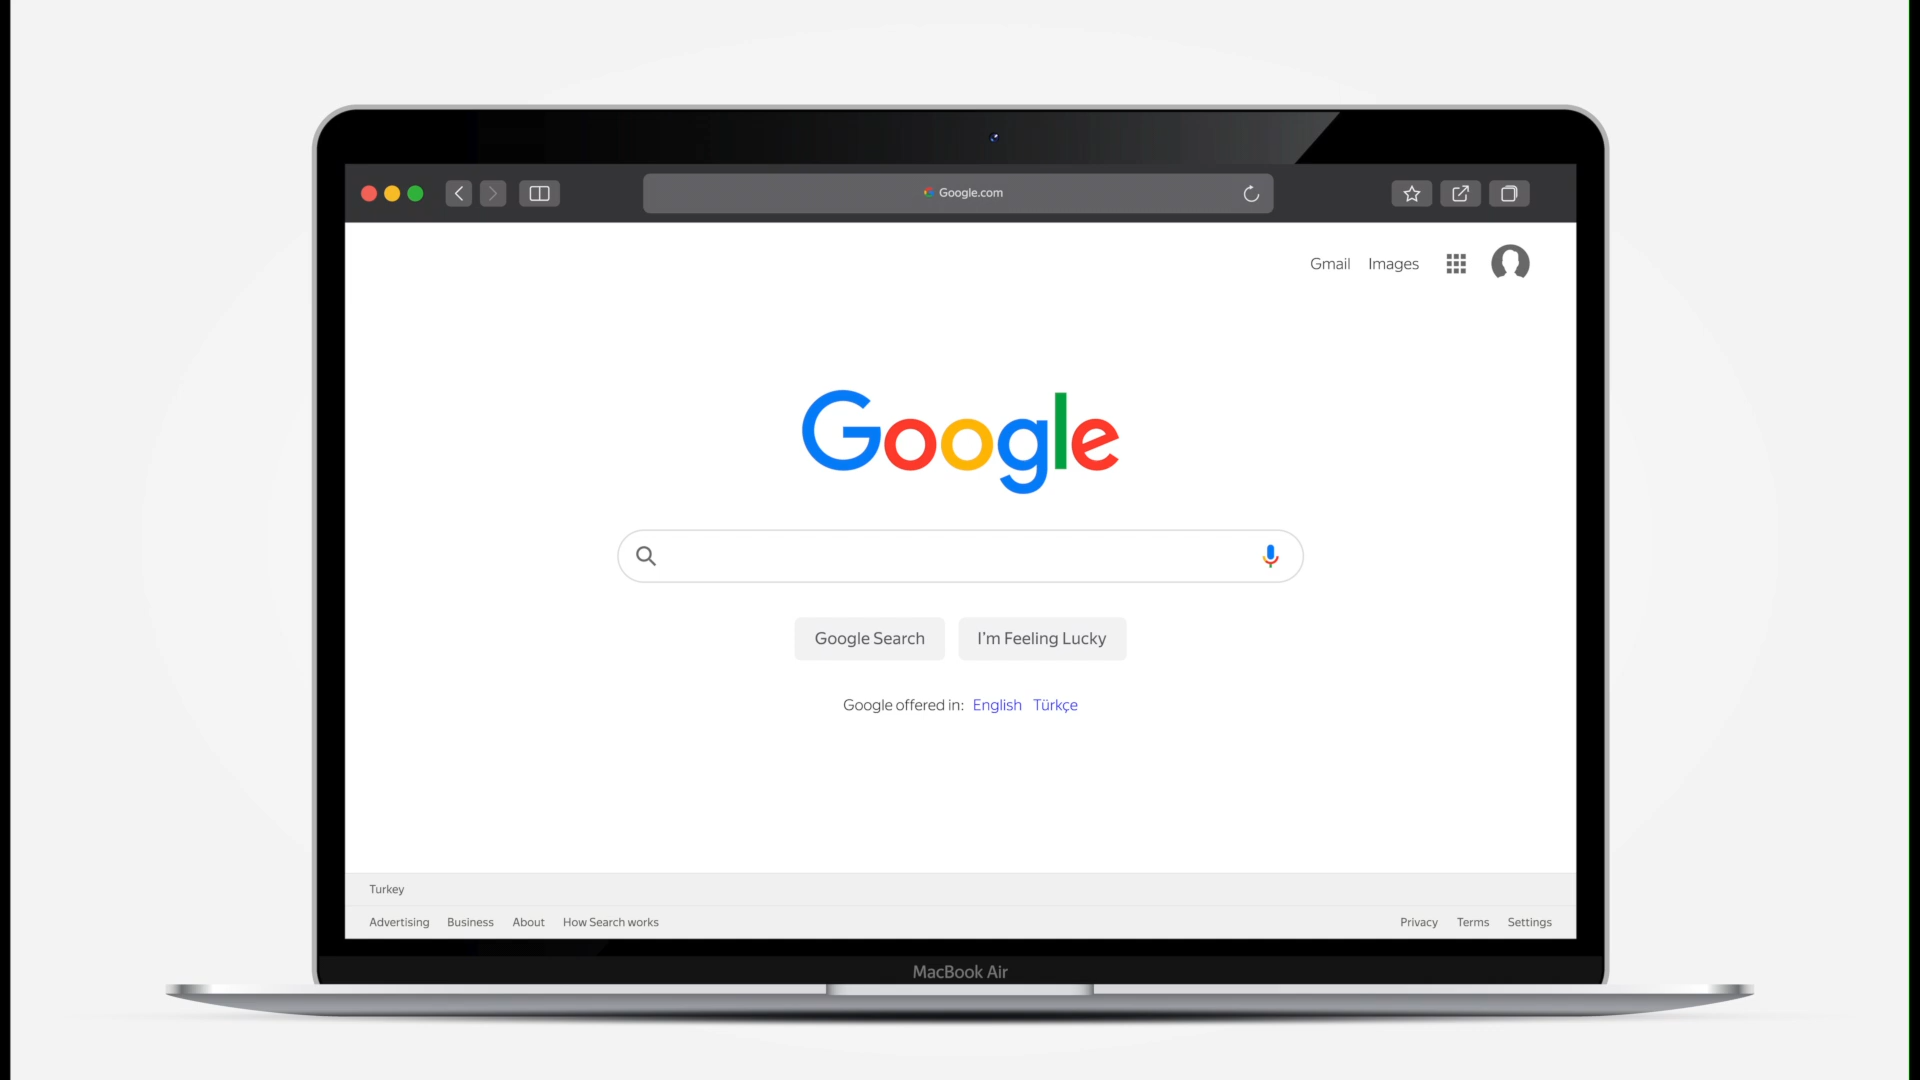 Google.com
Gmail Images
Google
Google Search I'm Feeling Lucky
Google offered in: English Türkçe
Turkey
Advertising Business About How Search works Privacy Terms Settings
MacBook Air